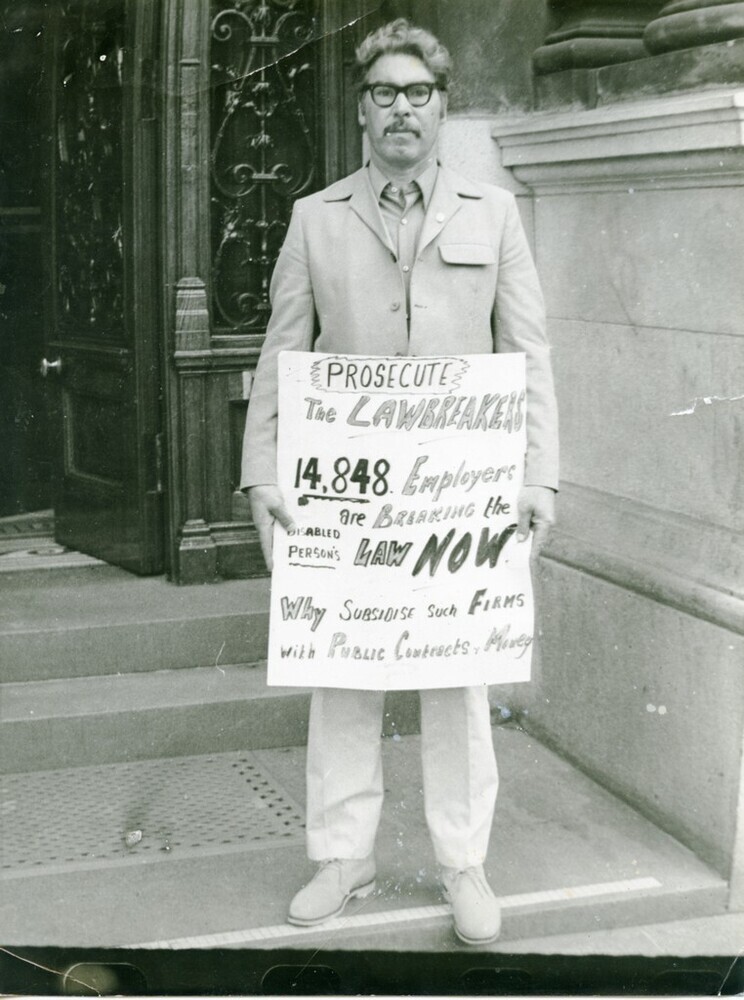 PROSECUTE
The LAWBREAKERS
14,848. Employers
are BREAKING the
DISABLED
PERSON'S LAW NOW
Why SUBSIDISE such FIRMS
with PUBLIC Contracts, Money